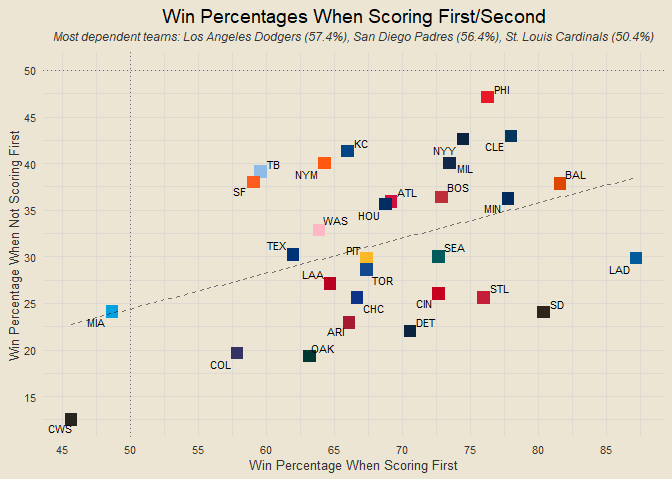 Win Percentages When Scoring First/Second
Most dependent teams: Los Angeles Dodgers (57.4%), San Diego Padres (56.4%), St. Louis Cardinals (50.4%)
Win Percentage When Not Scoring First
50
45
40
35
30
25
20
15
PHI
CLE
NYY
KC
MIL
TB
NYM
SF
BAL
BOS
ATL
MIN
HOU
WAS
TEX
PIT
SEA
LAD
TOR
LAA
CHC
CIN
STL
SD
MIA
ARI
DET
COL
OAK
CWS
45
50
55
60
65
70
75
80
85
Win Percentage When Scoring First